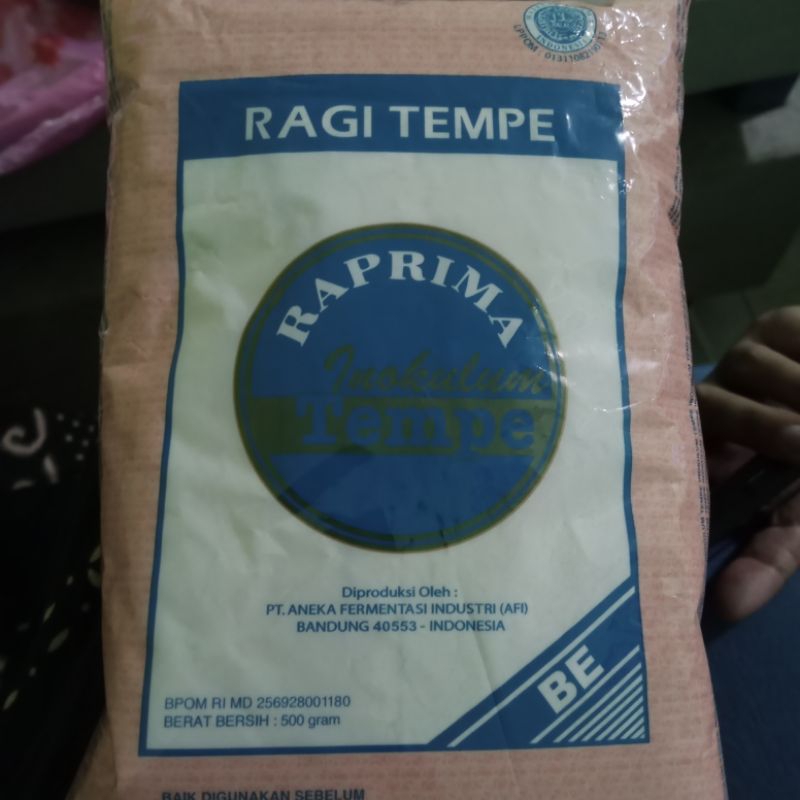 INDONESIA
RAGI TEMPE
RAPRIMA
Inokulum
Tempe
Diproduksi Oleh :
PT. ANEKA FERMENTASI INDUSTRI (AFI)
BANDUNG 40553 - INDONESIA
BE
BPOM RI MD 256928001180
BERAT BERSIH : 500 gram
BAIK DIGUNAKAN SEBELUM